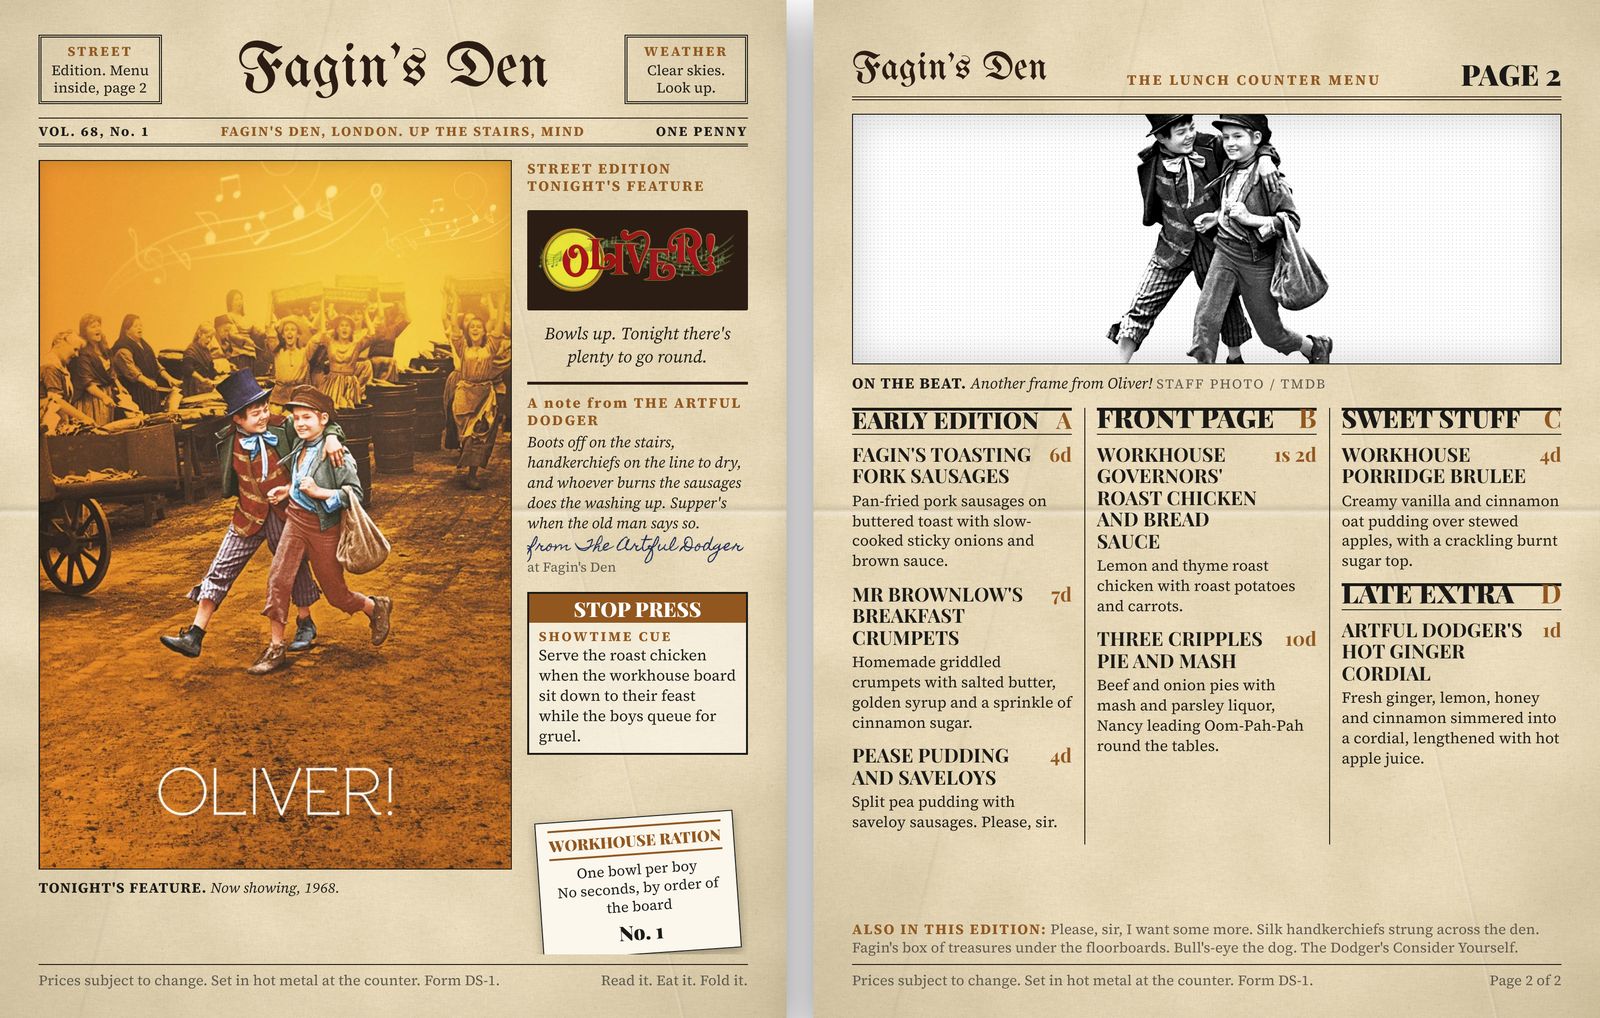 STREET
Edition. Menu
inside, page 2
Fagin's Den
WEATHER
Clear skies.
Look up.
VOL. 68, No. 1
FAGIN'S DEN, LONDON. UP THE STAIRS, MIND
ONE PENNY
OLIVER!
TONIGHT'S FEATURE. Now showing, 1968.
STREET EDITION
TONIGHT'S FEATURE
OLIVER!
Bowls up. Tonight there's
plenty to go round.
A note from THE ARTFUL
DODGER
Boots off on the stairs,
handkerchiefs on the line to dry,
and whoever burns the sausages
does the washing up. Supper's
when the old man says so.
from The Artful Dodger
at Fagin's Den
STOP PRESS
SHOWTIME CUE
Serve the roast chicken
when the workhouse board
sit down to their feast
while the boys queue for
gruel.
WORKHOUSE RATION
One bowl per boy
No seconds, by order of
the board
No. 1
Prices subject to change. Set in hot metal at the counter. Form DS-1.
Read it. Eat it. Fold it.
Fagin's Den
THE LUNCH COUNTER MENU
PAGE 2
ON THE BEAT. Another frame from Oliver! STAFF PHOTO / TMDB
EARLY EDITION A
FAGIN'S TOASTING 6d
FORK SAUSAGES
Pan-fried pork sausages on
buttered toast with slow-
cooked sticky onions and
brown sauce.
MR BROWNLOW'S 7d
BREAKFAST
CRUMPETS
Homemade griddled
crumpets with salted butter,
golden syrup and a sprinkle of
cinnamon sugar.
PEASE PUDDING 4d
AND SAVELOYS
Split pea pudding with
saveloy sausages. Please, sir.
FRONT PAGE B
WORKHOUSE 1s 2d
GOVERNORS'
ROAST CHICKEN
AND BREAD
SAUCE
Lemon and thyme roast
chicken with roast potatoes
and carrots.
THREE CRIPPLES 10d
PIE AND MASH
Beef and onion pies with
mash and parsley liquor,
Nancy leading Oom-Pah-Pah
round the tables.
SWEET STUFF C
WORKHOUSE 4d
PORRIDGE BRULEE
Creamy vanilla and cinnamon
oat pudding over stewed
apples, with a crackling burnt
sugar top.
LATE EXTRA D
ARTFUL DODGER'S 1d
HOT GINGER
CORDIAL
Fresh ginger, lemon, honey
and cinnamon simmered into
a cordial, lengthened with hot
apple juice.
ALSO IN THIS EDITION: Please, sir, I want some more. Silk handkerchiefs strung across the den.
Fagin's box of treasures under the floorboards. Bull's-eye the dog. The Dodger's Consider Yourself.
Prices subject to change. Set in hot metal at the counter. Form DS-1.
Page 2 of 2